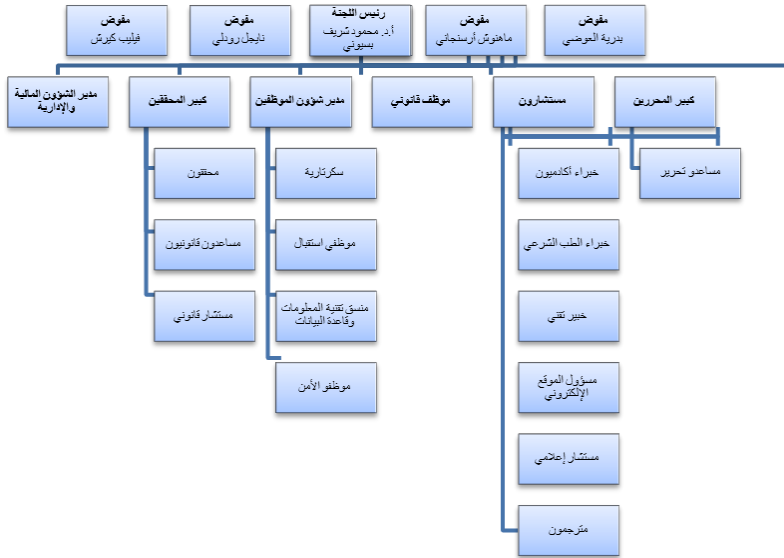 مفوض
بدرية العوضي
مفوض
ماهنوش أرسنجاني
رئيس اللجنة
أ.د. محمود شريف
بسيوني
مفوض
نايجل رودلي
مفوض
فيليب كيرش
كبير المحررين
مستشارون
موظف قانوني
مدير شؤون الموظفين
كبير المحققين
مدير الشؤون المالية
والإدارية
مساعدو تحرير
خبراء أكادميون
خبراء الطب الشرعي
خبير تقني
مسؤول الموقع
الإلكتروني
مستشار إعلامي
مترجمون
سكرتارية
موظفي استقبال
منسق تقنية المعلومات
وقاعدة البيانات
موظفو الأمن
محققون
مساعدون قانونيون
مستشار قانوني